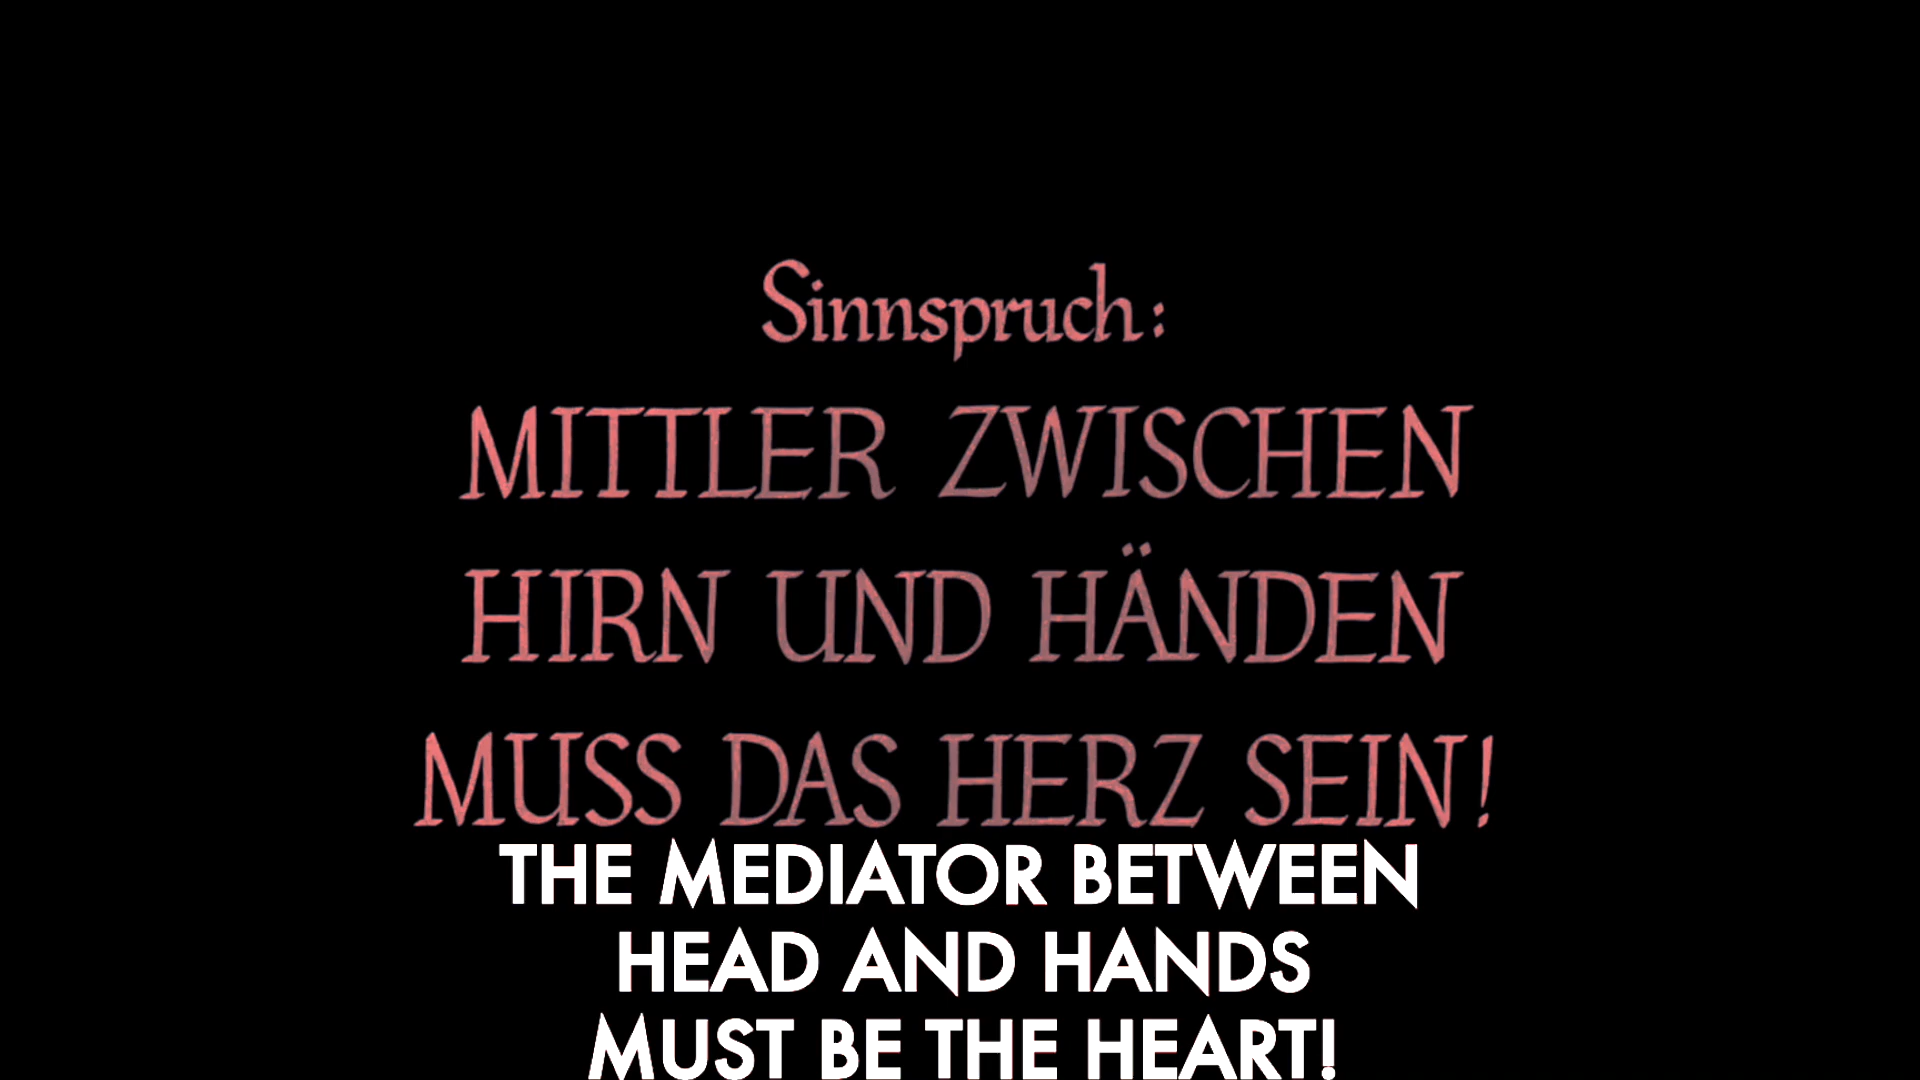 Sinnspruch:
MITTLER ZWISCHEN
HIRN UND HÄNDEN
MUSS DAS HERZ SEIN!
THE MEDIATOR BETWEEN
HEAD AND HANDS
MUST BE THE HEART!